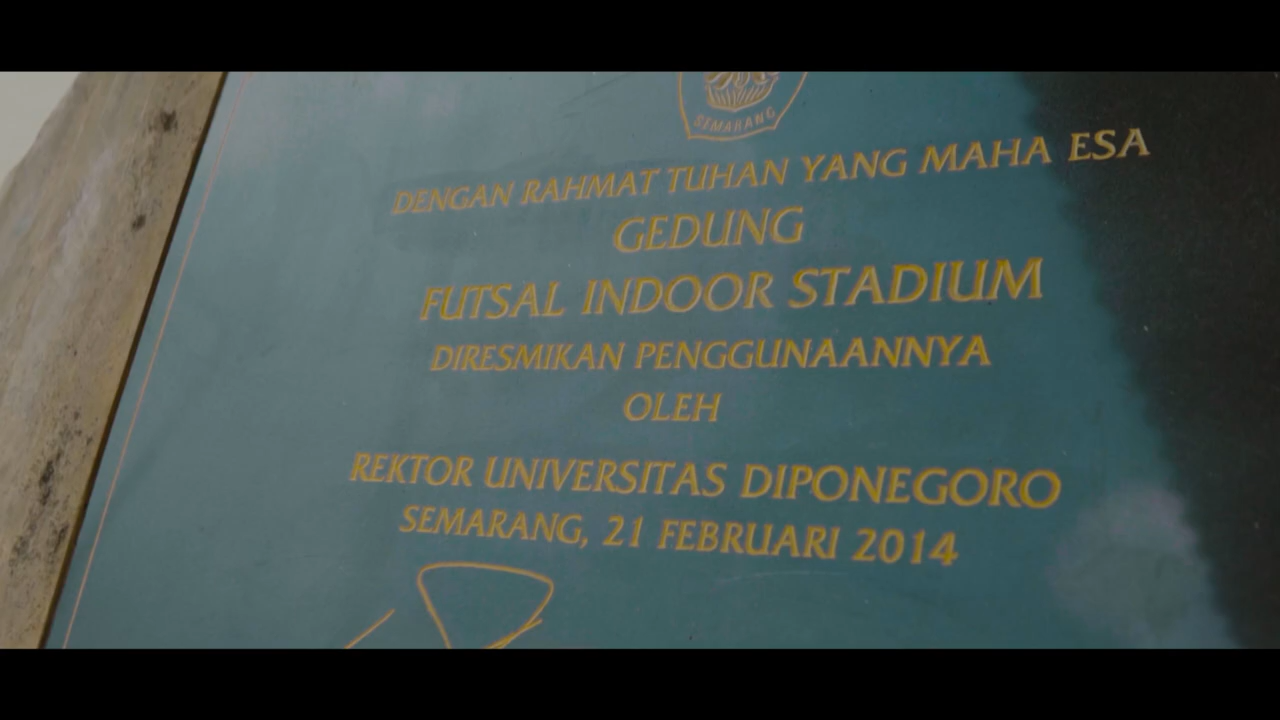 SEMARANG
DENGAN RAHMAT TUHAN YANG MAHA ESA
GEDUNG
FUTSAL INDOOR STADIUM
DIRESMIKAN PENGGUNAANNYA
OLEH
REKTOR UNIVERSITAS DIPONEGORO
SEMARANG, 21 FEBRUARI 2014